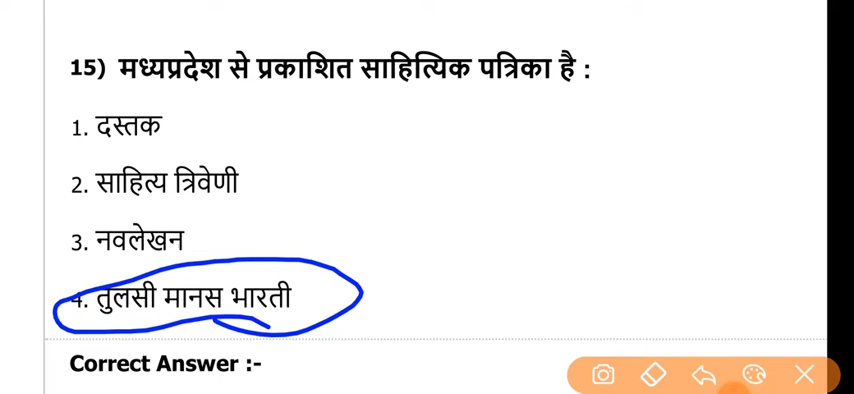 15) मध्यप्रदेश से प्रकाशित साहित्यिक पत्रिका है :
1. दस्तक
2. साहित्य त्रिवेणी
3. नवलेखन
4. तुलसी मानस भारती
Correct Answer :-